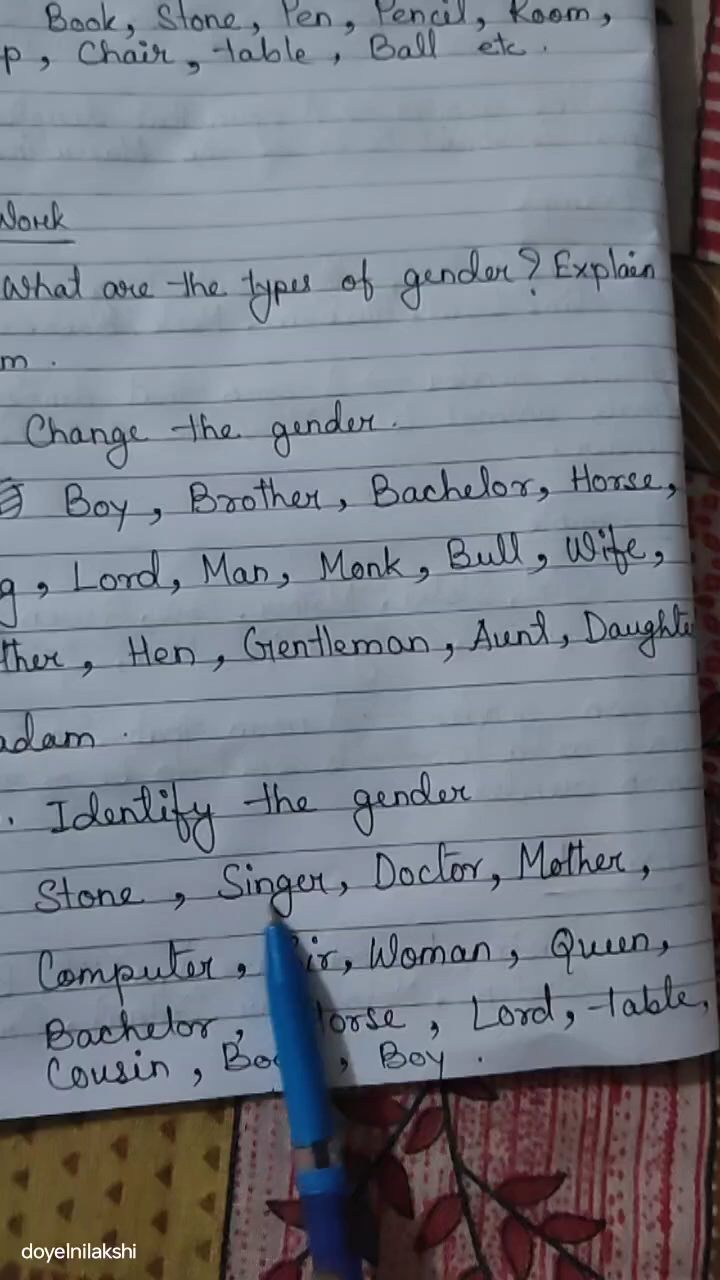 Book, Stone, Pen, Pencil, Room,
p, Chair, table, Ball etc.
Work
What are the types of gender? Explain
m.
Change the gender.
Boy, Brother, Bachelor, Horse,
g, Lord, Man, Monk, Bull, Wife,
ther, Hen, Gentleman, Aunt, Daughte
adam.
. Identify the gender
Stone, Singer, Doctor, Mother,
Computer, ir, Woman, Queen,
Bachelor, orse, Lord, table,
Cousin, Boy.
doyelnilakshi